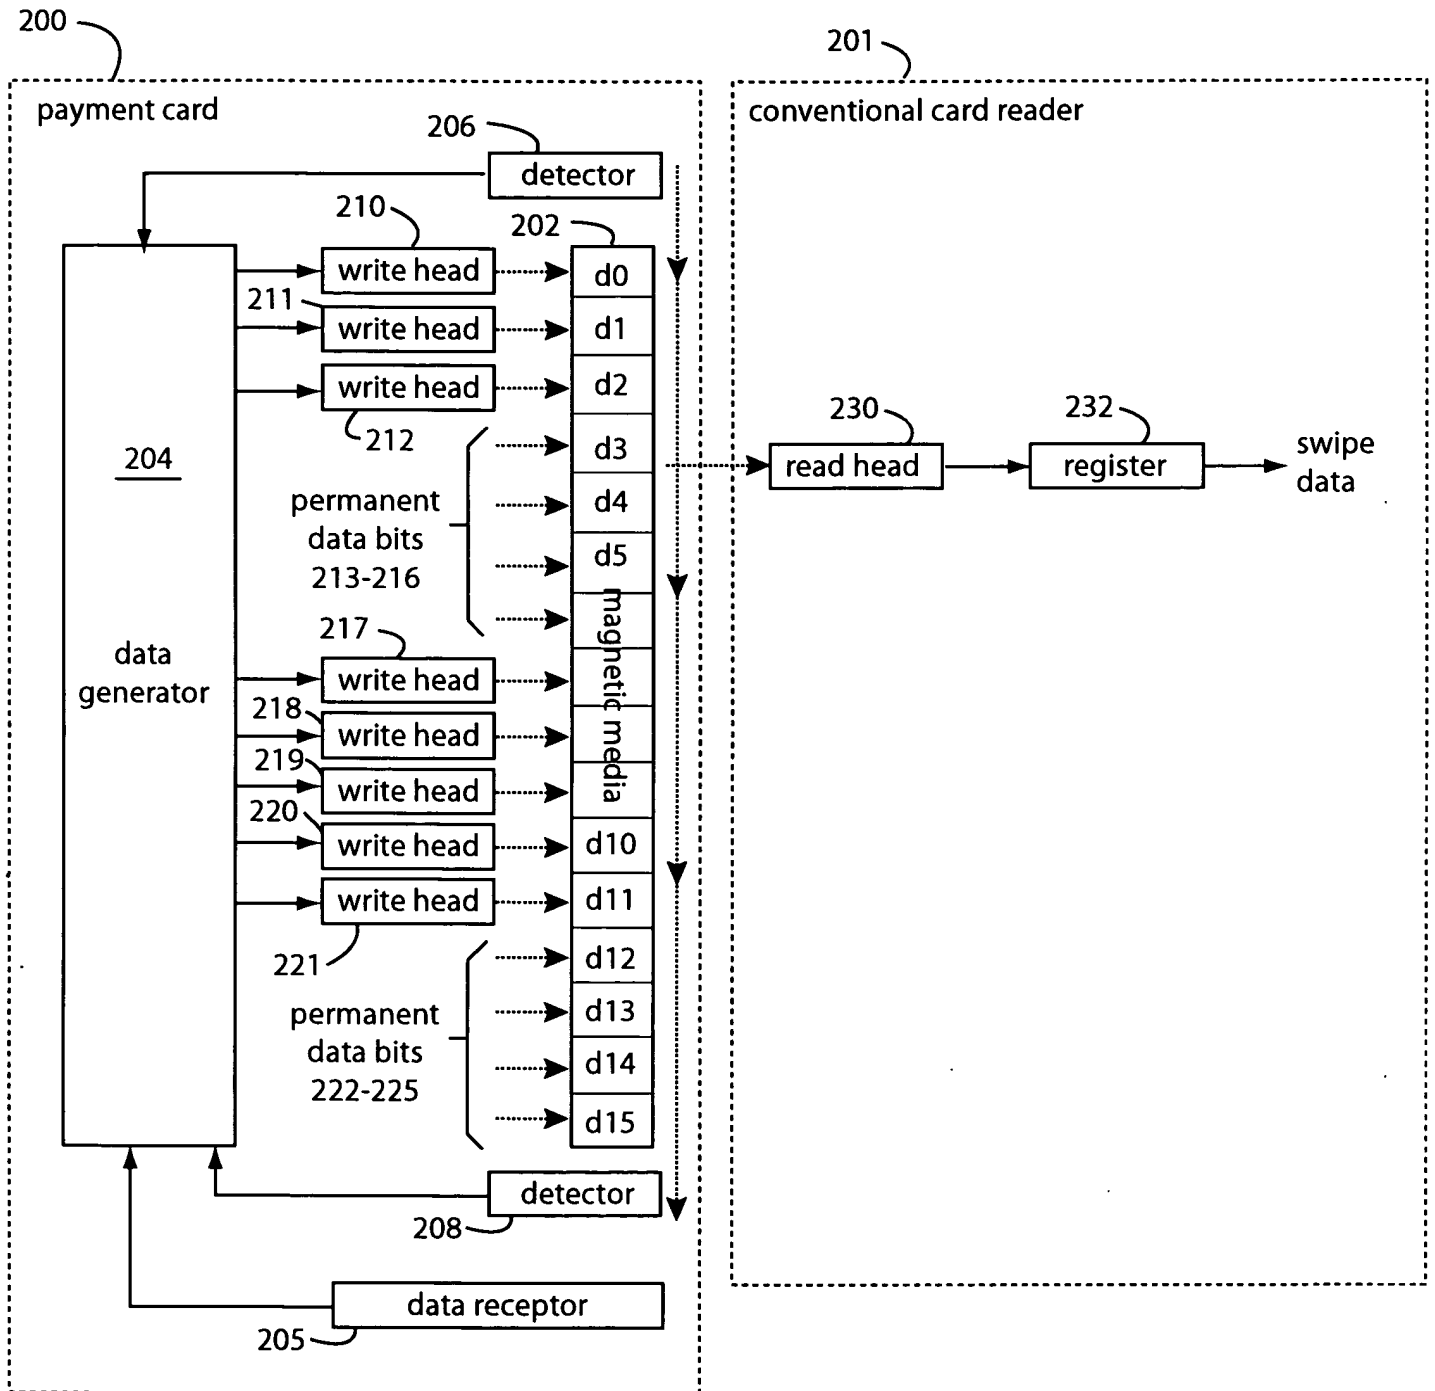 200
201
payment card
conventional card reader
206
detector
210
202
write head
d0
211
write head
d1
write head
d2
212
230
232
d3
204
read head
register
swipe
data
permanent
data bits
213-216
d4
d5
magnetic media
217
data
generator
write head
218
write head
219
write head
220
write head
d10
write head
d11
221
d12
permanent
data bits
222-225
d13
d14
d15
detector
208
data receptor
205